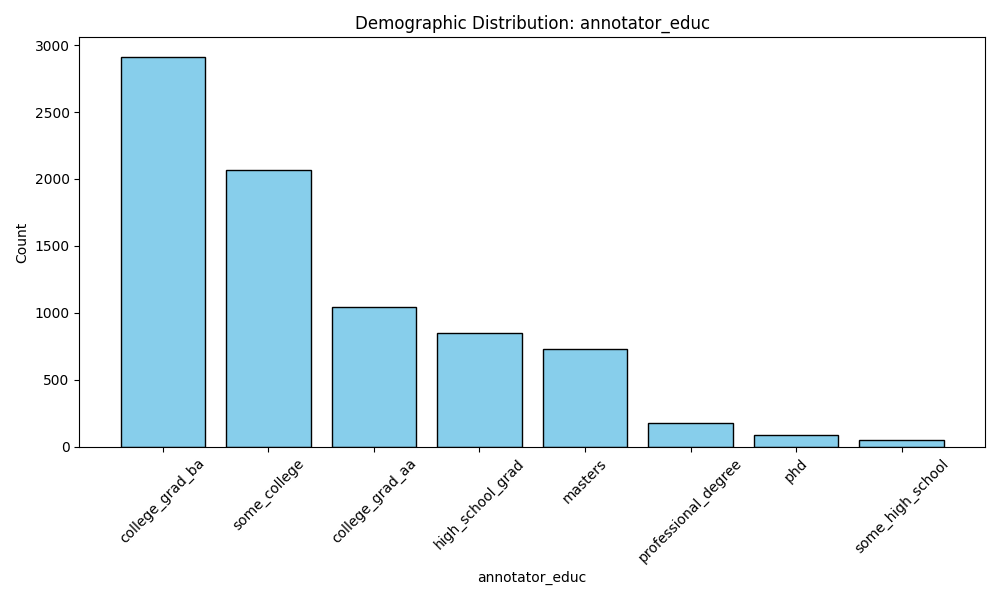 Demographic Distribution: annotator_educ
3000
2500
2000
1500
1000
500
0
Count
college_grad_ba
some_college
college_grad_aa
high_school_grad
masters
professional_degree
phd
some_high_school
annotator_educ